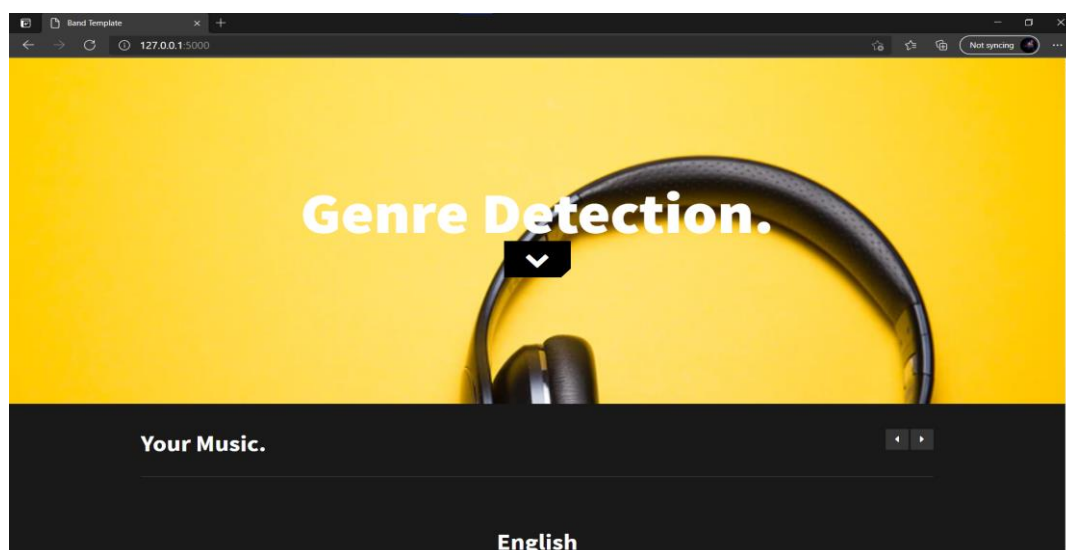 Band Template
127.0.0.1:5000
Not syncing
Genre Detection.
Your Music.
English